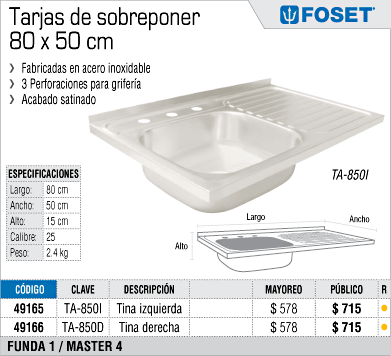 Tarjas de sobreponer
80 x 50 cm
FOSET®
› Fabricadas en acero inoxidable
› 3 Perforaciones para grifería
› Acabado satinado
TA-850I
ESPECIFICACIONES
Largo: 80 cm
Ancho: 50 cm
Alto: 15 cm
Calibre: 25
Peso: 2.4 kg
Largo
Ancho
Alto
CÓDIGO CLAVE DESCRIPCIÓN MAYOREO PÚBLICO R
49165 TA-850I Tina izquierda $ 578 $ 715
49166 TA-850D Tina derecha $ 578 $ 715
FUNDA 1 / MASTER 4